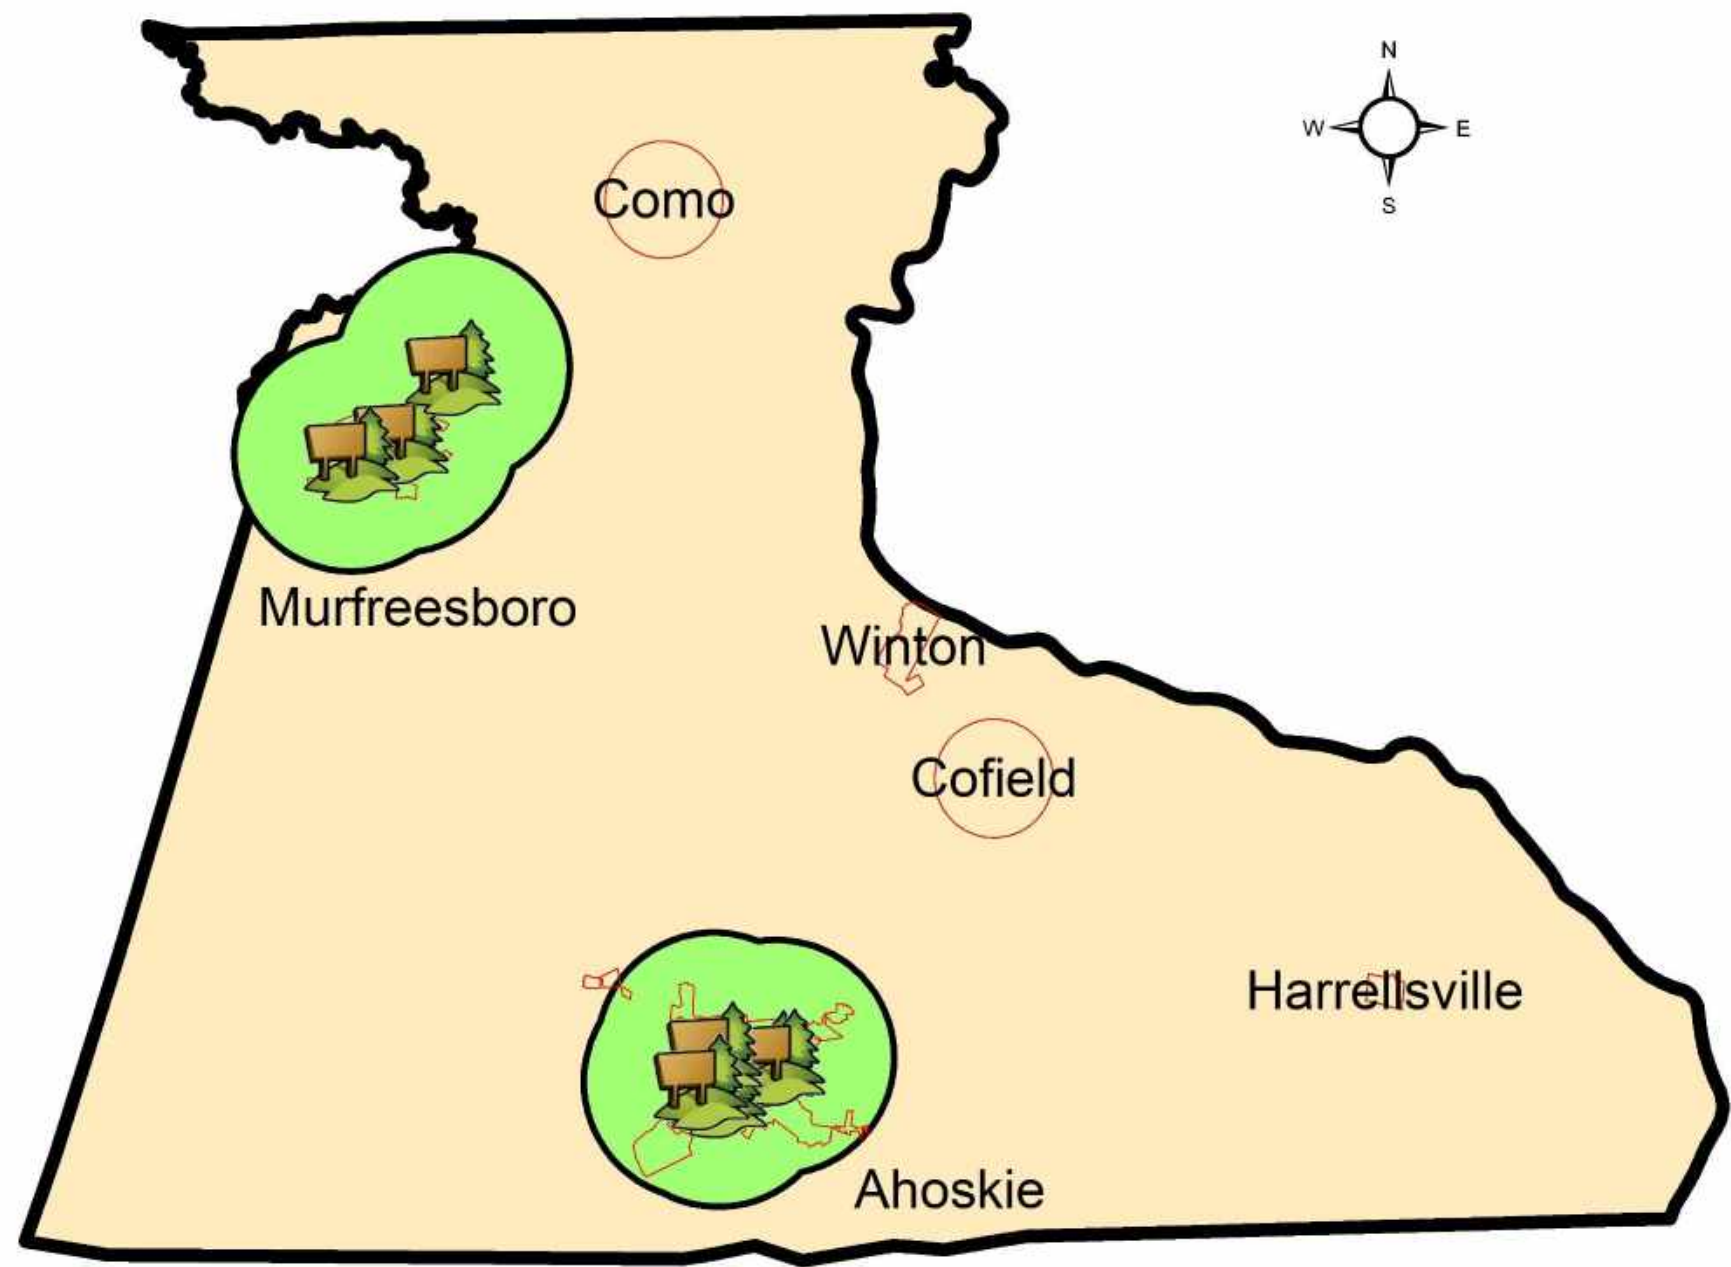 N
W E
S
Como
Murfreesboro
Winton
Cofield
Harrellsville
Ahoskie